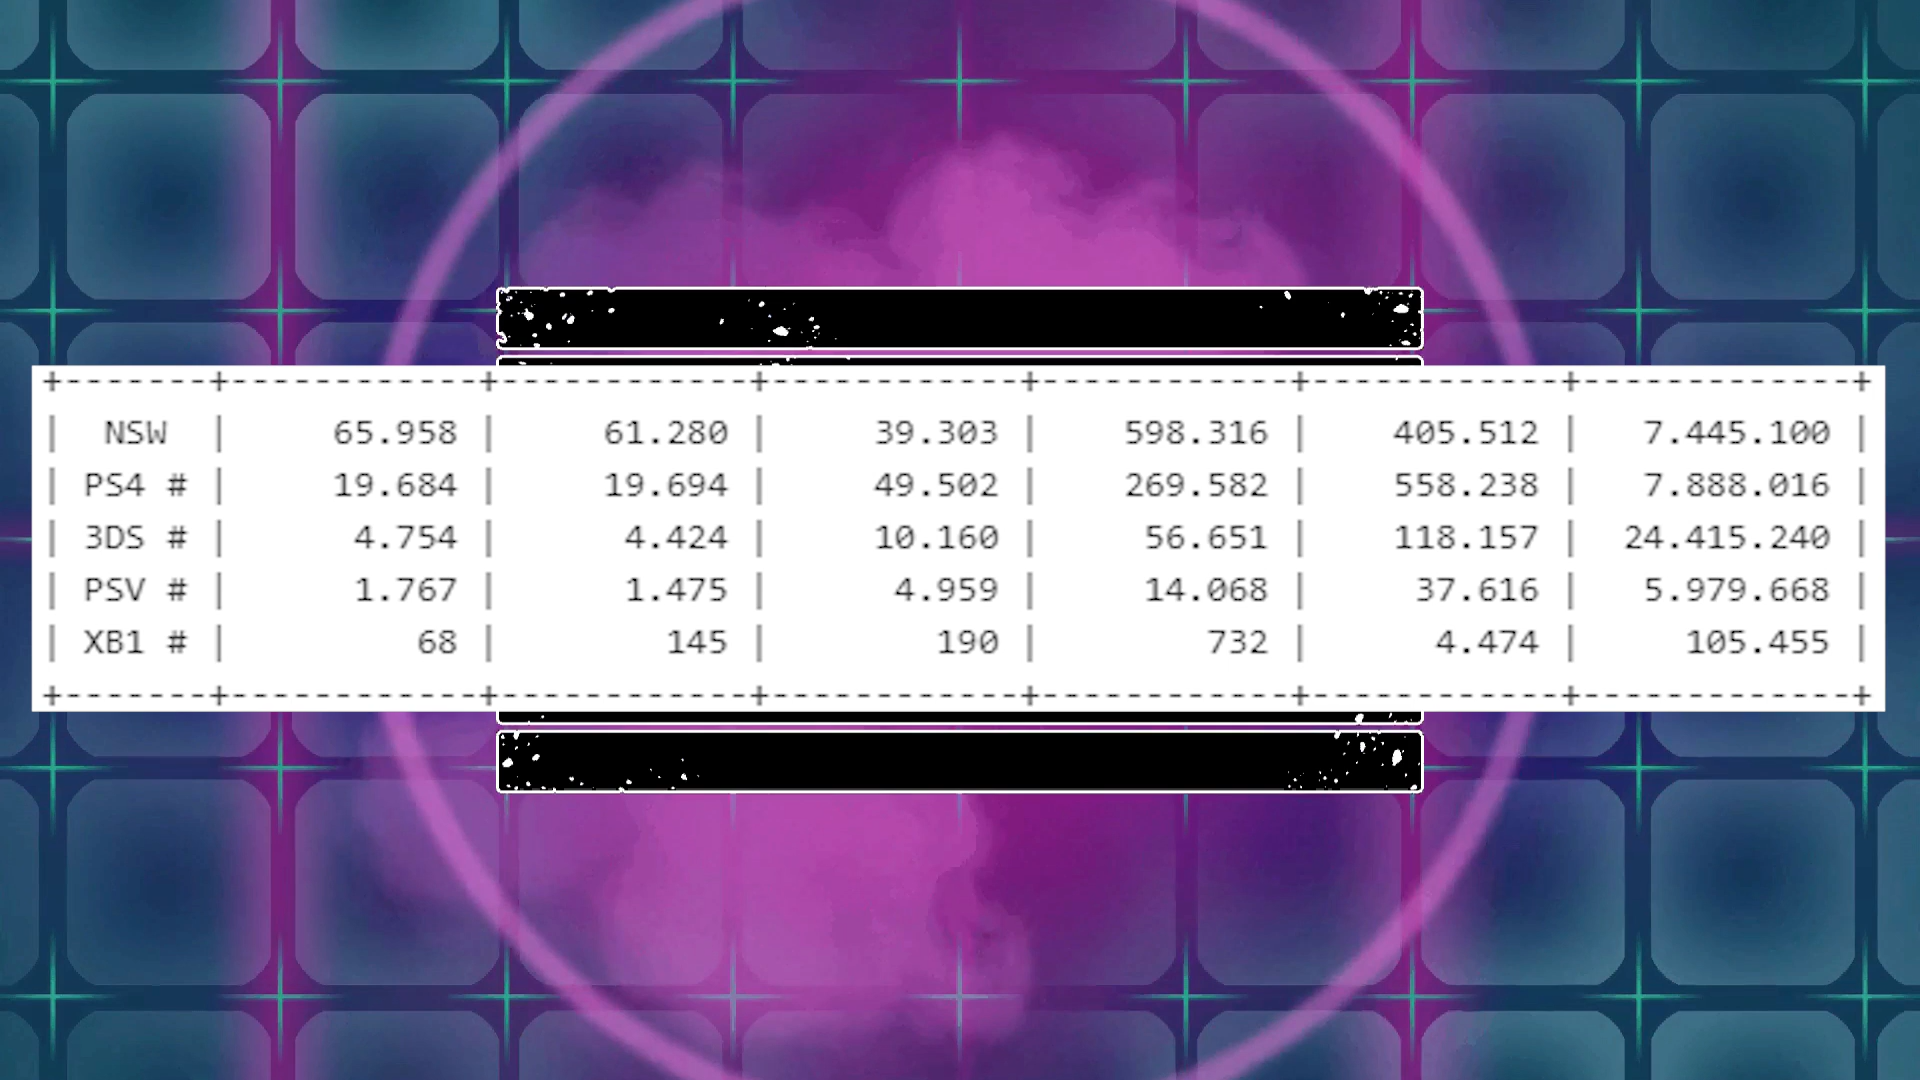 +-------+------------+------------+------------+------------+------------+-------------+
| NSW | 65.958 | 61.280 | 39.303 | 598.316 | 405.512 | 7.445.100 |
| PS4 # | 19.684 | 19.694 | 49.502 | 269.582 | 558.238 | 7.888.016 |
| 3DS # | 4.754 | 4.424 | 10.160 | 56.651 | 118.157 | 24.415.240 |
| PSV # | 1.767 | 1.475 | 4.959 | 14.068 | 37.616 | 5.979.668 |
| XB1 # | 68 | 145 | 190 | 732 | 4.474 | 105.455 |
+-------+------------+------------+------------+------------+------------+-------------+